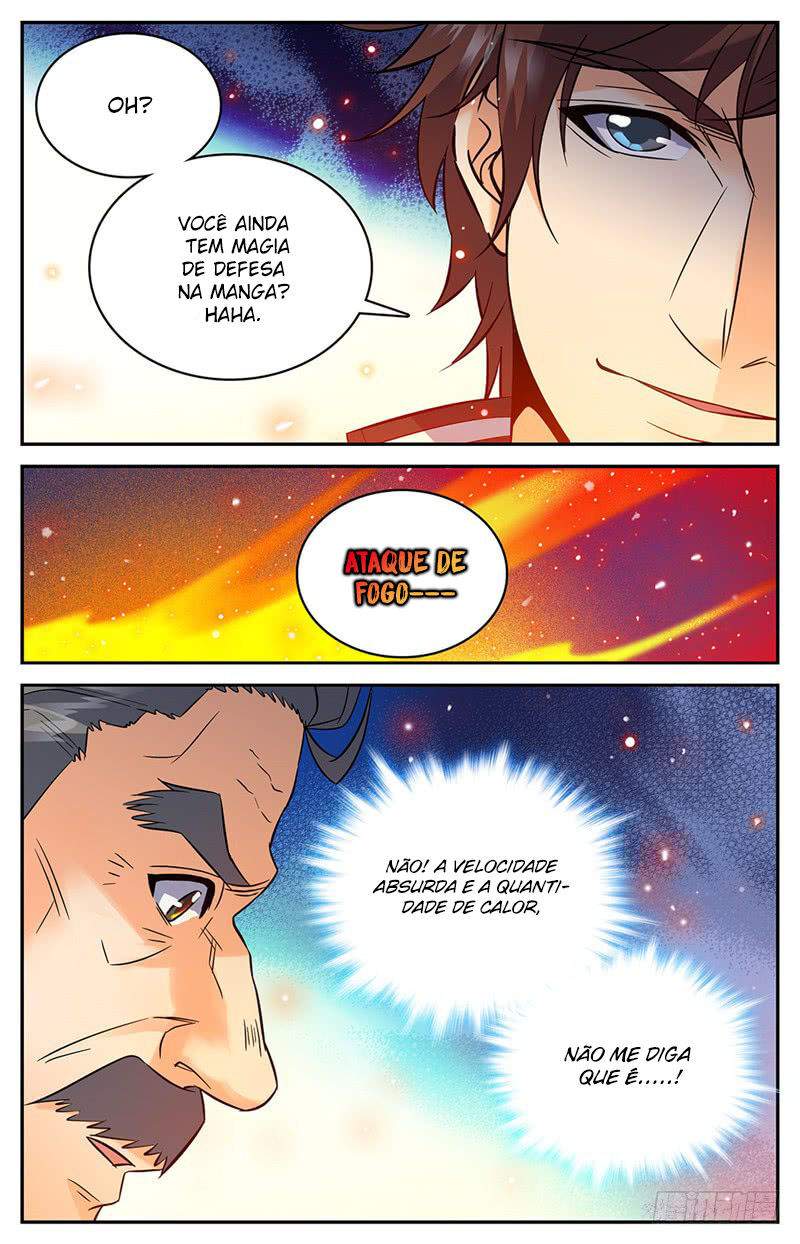 OH?
VOCÊ AINDA
TEM MAGIA
DE DEFESA
NA MANGA?
HAHA.
ATAQUE DE
FOGO---
NÃO! A VELOCIDADE
ABSURDA E A QUANTI-
DADE DE CALOR,
NÃO ME DIGA
QUE É.....!